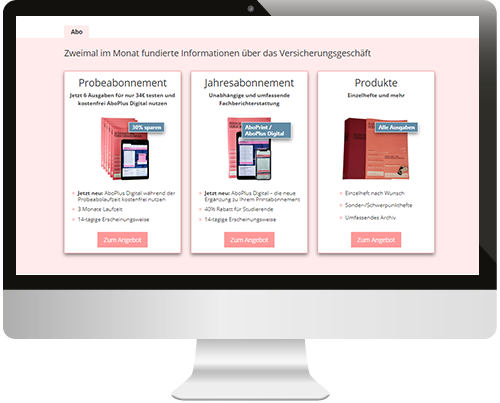 Abo
Zweimal im Monat fundierte Informationen über das Versicherungsgeschäft
Probeabonnement
Jetzt 6 Ausgaben für nur 34€ testen und
kostenfrei AboPlus Digital nutzen
30% sparen
Jetzt neu: AboPlus Digital während der
Probeabolaufzeit kostenfrei nutzen
3 Monate Laufzeit
14-tägige Erscheinungsweise
Zum Angebot
Jahresabonnement
Unabhängige und umfassende
Fachberichterstattung
AboPrint /
AboPlus Digital
Jetzt neu: AboPlus Digital – die neue
Ergänzung zu Ihrem Printabonnement
40% Rabatt für Studierende
14-tägige Erscheinungsweise
Zum Angebot
Produkte
Einzelhefte und mehr
Alle Ausgaben
Einzelheft nach Wunsch
Sonder-/Schwerpunkthefte
Umfassendes Archiv
Zum Angebot